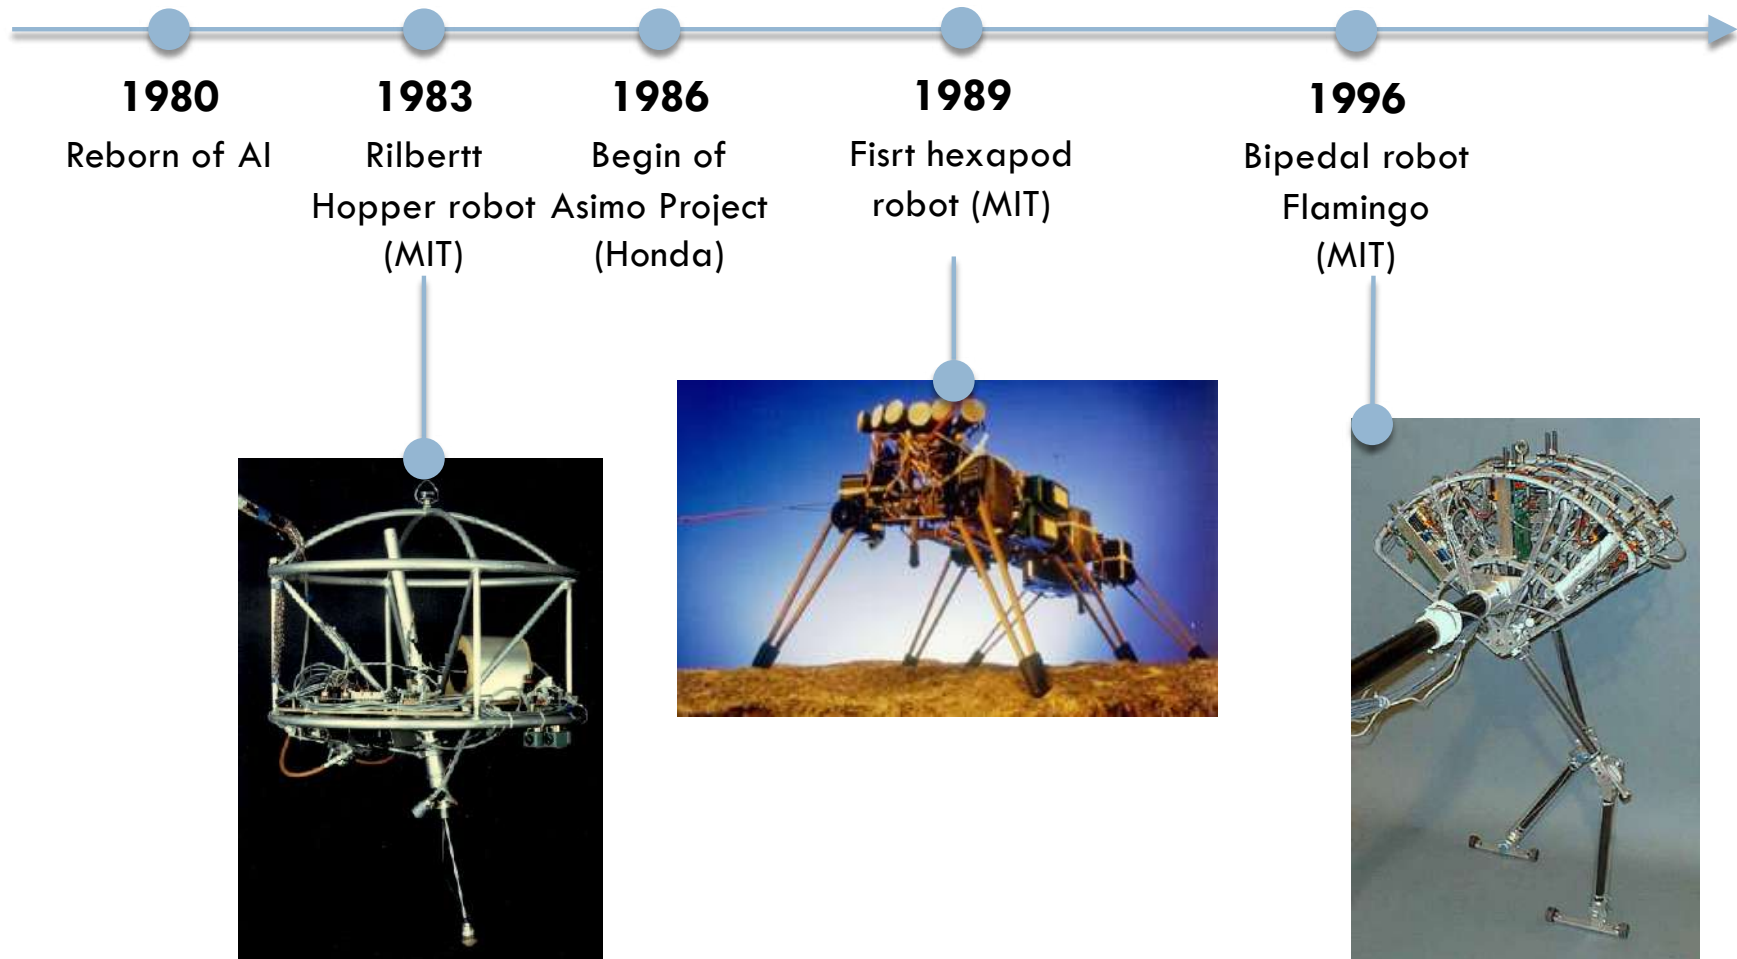 1980
Reborn of AI
1983
Rilbertt
Hopper robot
(MIT)
1986
Begin of
Asimo Project
(Honda)
1989
Fisrt hexapod
robot (MIT)
1996
Bipedal robot
Flamingo
(MIT)